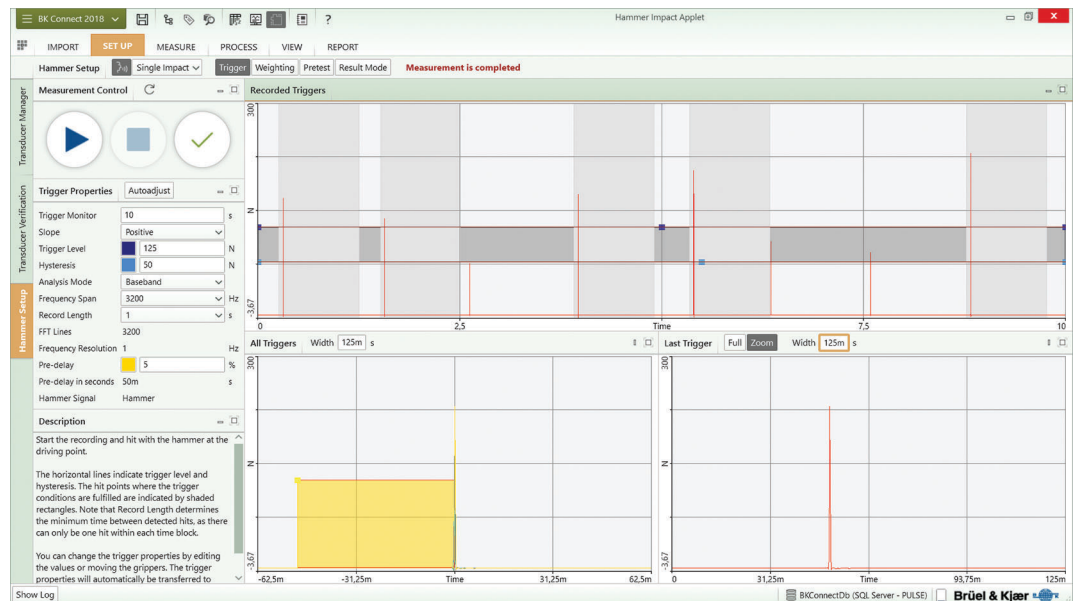 BK Connect 2018
?
Hammer Impact Applet
x
IMPORT SET UP MEASURE PROCESS VIEW REPORT
Hammer Setup Single Impact Trigger Weighting Pretest Result Mode Measurement is completed
Transducer Manager
Transducer Verification
Hammer Setup
Measurement Control
Trigger Properties Autoadjust
Trigger Monitor 10 s
Slope Positive
Trigger Level 125 N
Hysteresis 50 N
Analysis Mode Baseband
Frequency Span 3200 Hz
Record Length 1 s
FFT Lines 3200
Frequency Resolution 1 Hz
Pre-delay 5 %
Pre-delay in seconds 50m s
Hammer Signal Hammer
Description
Start the recording and hit with the hammer at the
driving point.
The horizontal lines indicate trigger level and
hysteresis. The hit points where the trigger
conditions are fulfilled are indicated by shaded
rectangles. Note that Record Length determines
the minimum time between detected hits, as there
can only be one hit within each time block.
You can change the trigger properties by editing
the values or moving the grippers. The trigger
properties will automatically be transferred to
Recorded Triggers
300
N
-3,67
0 2,5 Time 7,5 10
All Triggers Width 125m s
300
N
-3,67
-62,5m -31,25m Time 31,25m 62,5m
Last Trigger Full Zoom Width 125m s
300
N
-3,67
0 31,25m Time 93,75m 125m
Show Log
BKConnectDb (SQL Server - PULSE)
Brüel & Kjær